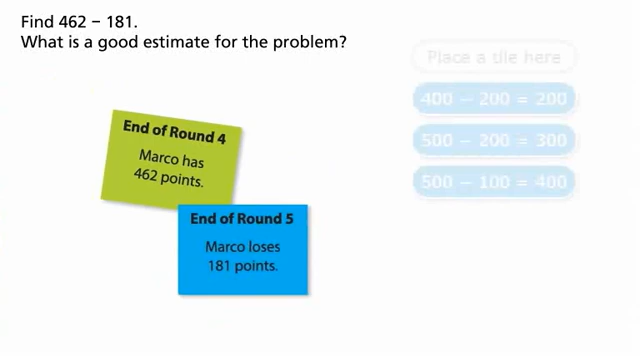 Find 462 − 181.
What is a good estimate for the problem?
Place a tile here
400 − 200 = 200
500 − 200 = 300
500 − 100 = 400
End of Round 4
Marco has
462 points.
End of Round 5
Marco loses
181 points.